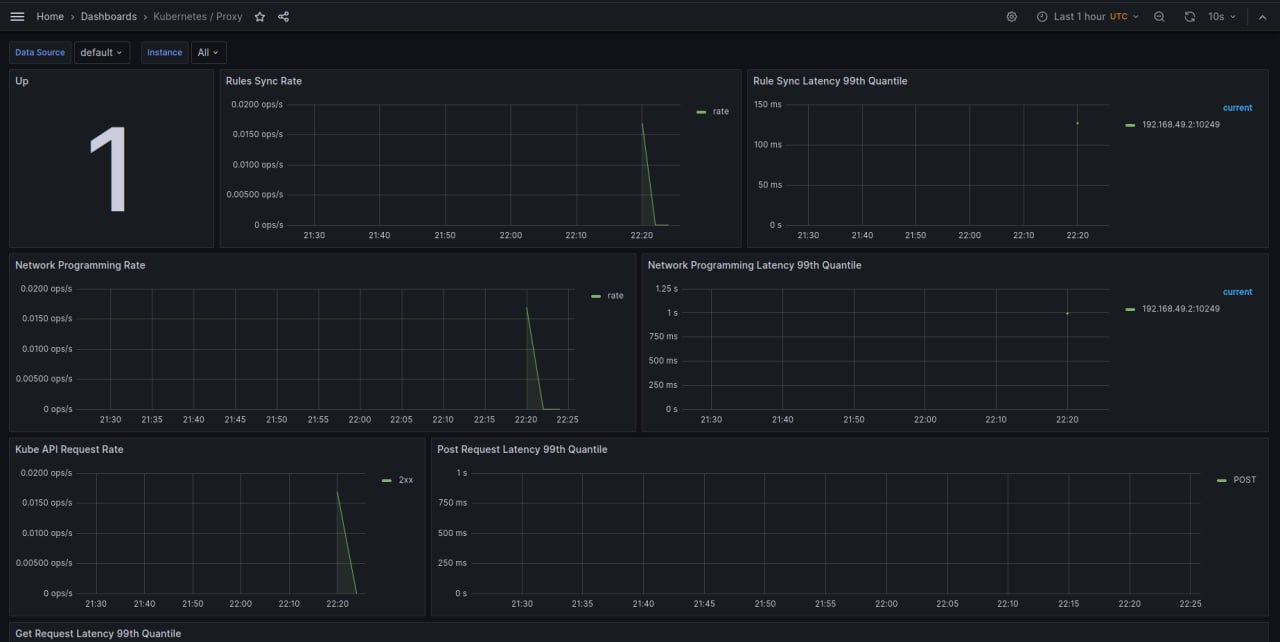 Home › Dashboards › Kubernetes / Proxy
Last 1 hour UTC
10s
Data Source default Instance All
Up
1
Rules Sync Rate
0.0200 ops/s
0.0150 ops/s
0.0100 ops/s
0.00500 ops/s
0 ops/s
21:30 21:40 21:50 22:00 22:10 22:20
rate
Rule Sync Latency 99th Quantile
150 ms
100 ms
50 ms
0 s
21:30 21:40 21:50 22:00 22:10 22:20
current
192.168.49.2:10249
Network Programming Rate
0.0200 ops/s
0.0150 ops/s
0.0100 ops/s
0.00500 ops/s
0 ops/s
21:30 21:35 21:40 21:45 21:50 21:55 22:00 22:05 22:10 22:15 22:20 22:25
rate
Network Programming Latency 99th Quantile
1.25 s
1 s
750 ms
500 ms
250 ms
0 s
21:30 21:40 21:50 22:00 22:10 22:20
current
192.168.49.2:10249
Kube API Request Rate
0.0200 ops/s
0.0150 ops/s
0.0100 ops/s
0.00500 ops/s
0 ops/s
21:30 21:40 21:50 22:00 22:10 22:20
2xx
Post Request Latency 99th Quantile
1 s
750 ms
500 ms
250 ms
0 s
21:30 21:35 21:40 21:45 21:50 21:55 22:00 22:05 22:10 22:15 22:20 22:25
POST
Get Request Latency 99th Quantile